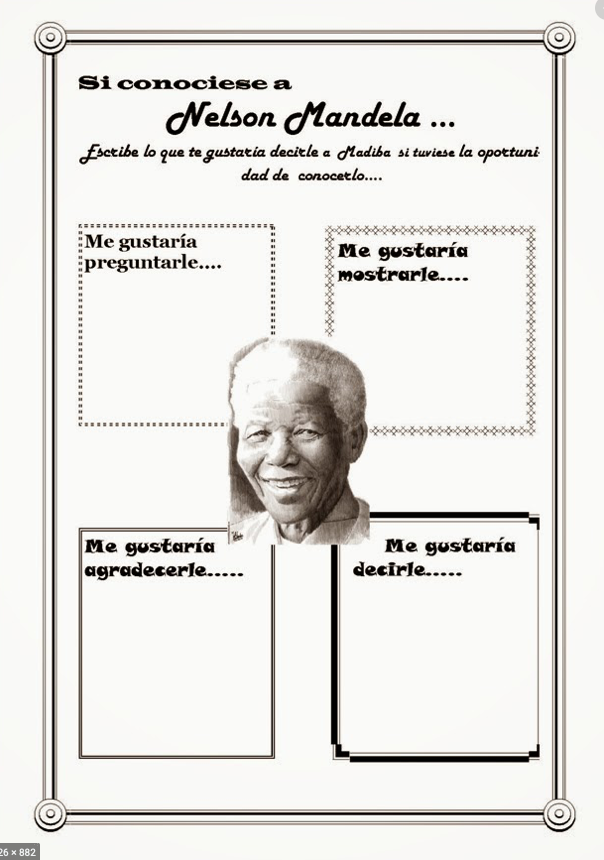 Si conociese a
Nelson Mandela ...
Escribe lo que te gustaría decirle a Madiba si tuviese la oportuni-
dad de conocerlo....
Me gustaría
preguntarle....
Me gustaría
mostrarle....
Me gustaría
agradecerle.....
Me gustaría
decirle.....
26 × 882